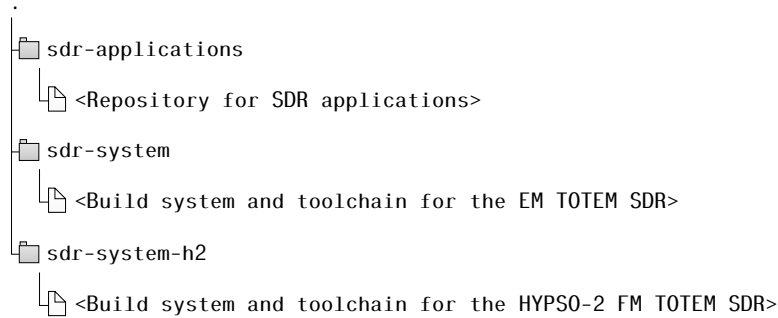 .
sdr-applications
<Repository for SDR applications>
sdr-system
<Build system and toolchain for the EM TOTEM SDR>
sdr-system-h2
<Build system and toolchain for the HYPSO-2 FM TOTEM SDR>